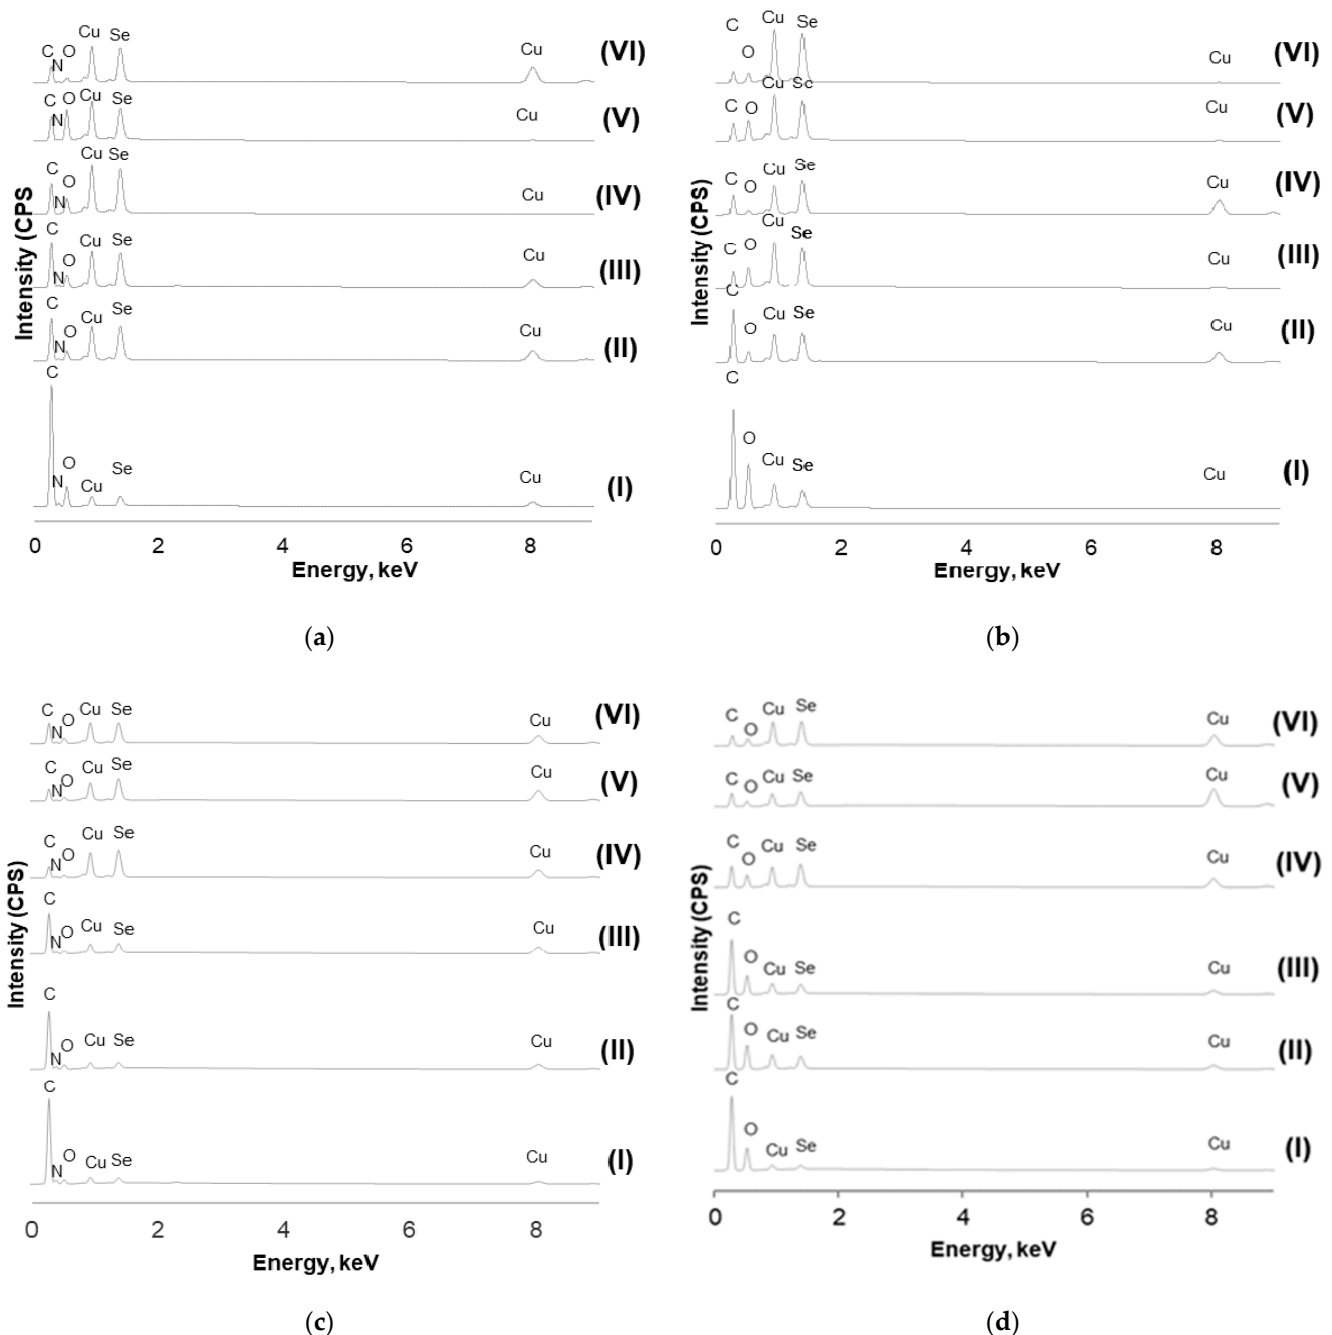 Cu Se
C O Cu (VI)
N
C O Cu Se
N Cu (V)
C Cu Se
O
N Cu (IV)
C
Cu Se
O Cu (III)
N
C
O Cu Se
N Cu (II)
C
O Se
N Cu Cu (I)
Intensity (CPS
0 2 4 6 8
Energy, keV
(a)
C Cu Se
O Cu (VI)
Cu Se
C O Cu (V)
Cu Se
C O Cu (IV)
Cu
Se
C O Cu (III)
C
Cu Se
O Cu (II)
C
O
Cu Se Cu (I)
Intensity (CPS)
0 2 4 6 8
Energy, keV
(b)
C O Cu Se
N Cu (VI)
C Cu Se
N O Cu (V)
C Cu Se
N O Cu (IV)
C
Cu Se
N O Cu (III)
C
Cu Se
N O Cu (II)
C
O
N Cu Se Cu (I)
Intensity (CPS)
0 2 4 6 8
Energy, keV
(c)
C Cu Se
O Cu (VI)
C Cu Se
O Cu (V)
C Cu Se
O Cu (IV)
C
O
Cu Se Cu (III)
C
O Cu Se
Cu (II)
C
O
Cu Se Cu (I)
Intensity (CPS)
0 2 4 6 8
Energy, keV
(d)